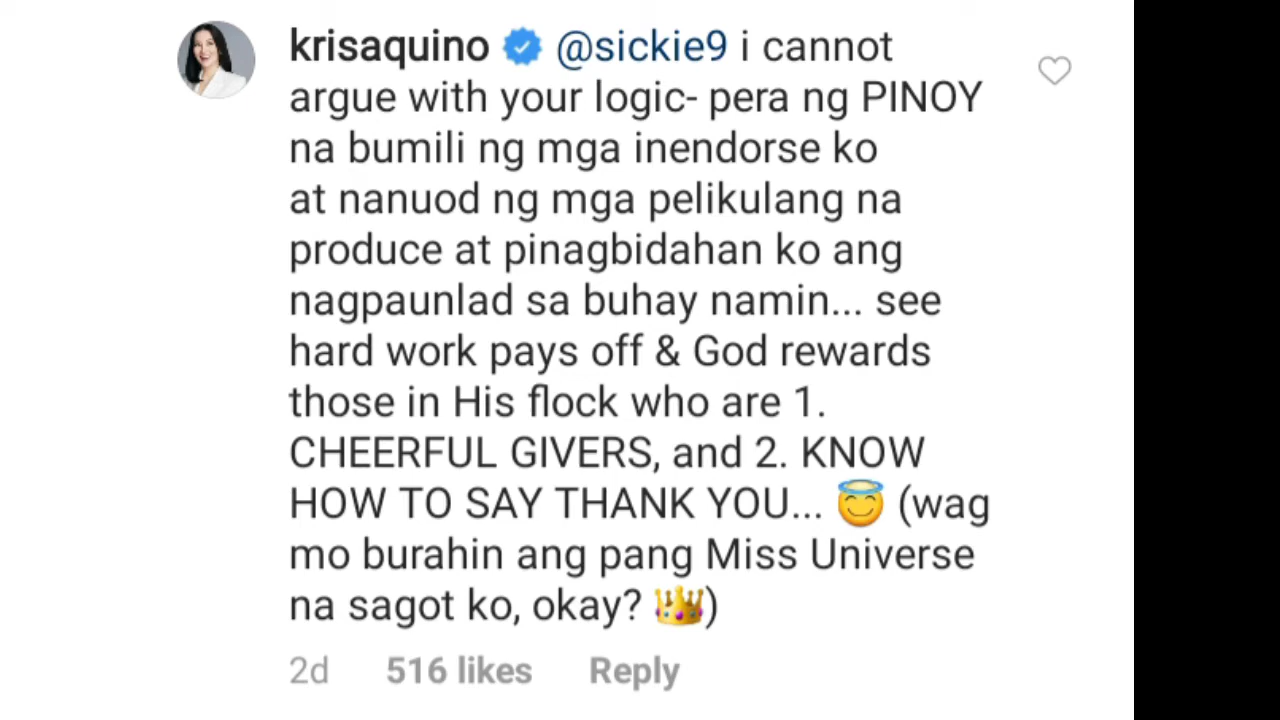 krisaquino @sickie9 i cannot
argue with your logic- pera ng PINOY
na bumili ng mga inendorse ko
at nanuod ng mga pelikulang na
produce at pinagbidahan ko ang
nagpaunlad sa buhay namin... see
hard work pays off & God rewards
those in His flock who are 1.
CHEERFUL GIVERS, and 2. KNOW
HOW TO SAY THANK YOU... 😇 (wag
mo burahin ang pang Miss Universe
na sagot ko, okay? 👑)
2d 516 likes Reply